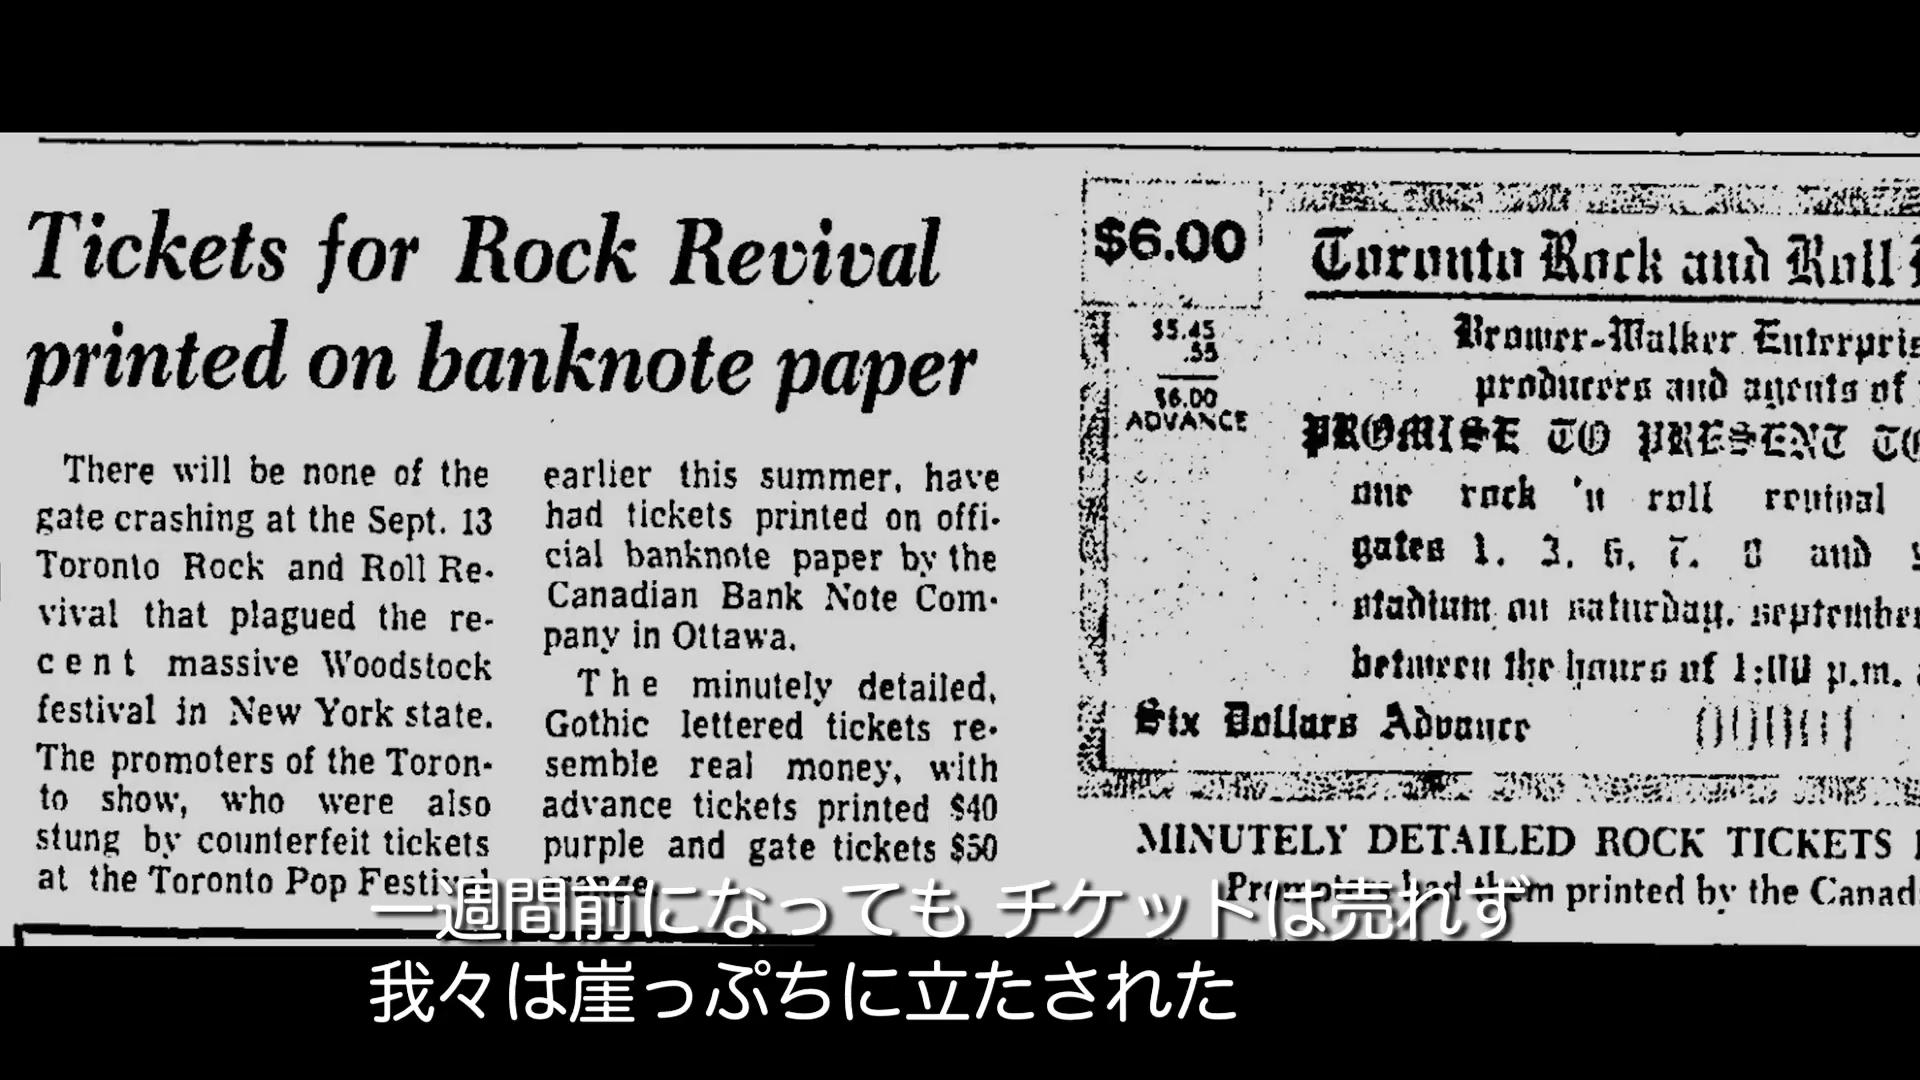 Tickets for Rock Revival
printed on banknote paper
There will be none of the
gate crashing at the Sept. 13
Toronto Rock and Roll Re-
vival that plagued the re-
cent massive Woodstock
festival in New York state.
The promoters of the Toron-
to show, who were also
stung by counterfeit tickets
at the Toronto Pop Festival
earlier this summer, have
had tickets printed on offi-
cial banknote paper by the
Canadian Bank Note Com-
pany in Ottawa.
The minutely detailed,
Gothic lettered tickets re-
semble real money, with
advance tickets printed $40
purple and gate tickets $50
orange
$6.00
$5.45
.55
$6.00
ADVANCE
Toronto Rock and Roll
Bromer-Walker Enterpris
producers and agents of
PROMISE TO PRESENT TO
one rock 'n roll revival
gates 1, 3, 6, 7, 8 and
stadium on saturday, september
between the hours of 1:00 p.m.
Six Dollars Advance
MINUTELY DETAILED ROCK TICKETS
Promoters had them printed by the Canad
一週間前になっても チケットは売れず
我々は崖っぷちに立たされた